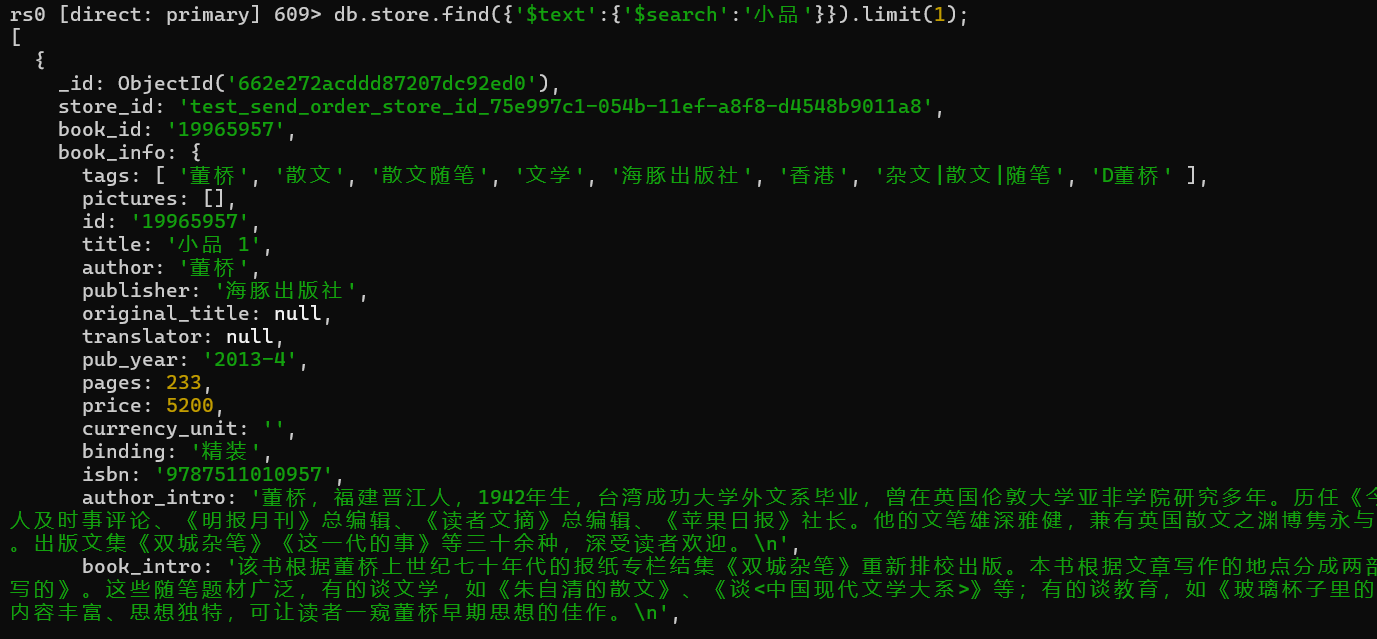 rs0 [direct: primary] 609> db.store.find({'$text':{'$search':'小品'}}).limit(1);
[
  {
    _id: ObjectId('662e272acddd87207dc92ed0'),
    store_id: 'test_send_order_store_id_75e997c1-054b-11ef-a8f8-d4548b9011a8',
    book_id: '19965957',
    book_info: {
      tags: [ '董桥', '散文', '散文随笔', '文学', '海豚出版社', '香港', '杂文|散文|随笔', 'D董桥' ],
      pictures: [],
      id: '19965957',
      title: '小品 1',
      author: '董桥',
      publisher: '海豚出版社',
      original_title: null,
      translator: null,
      pub_year: '2013-4',
      pages: 233,
      price: 5200,
      currency_unit: '',
      binding: '精装',
      isbn: '9787511010957',
      author_intro: '董桥，福建晋江人，1942年生，台湾成功大学外文系毕业，曾在英国伦敦大学亚非学院研究多年。历任《今
人及时事评论、《明报月刊》总编辑、《读者文摘》总编辑、《苹果日报》社长。他的文笔雄深雅健，兼有英国散文之渊博隽永与
。出版文集《双城杂笔》《这一代的事》等三十余种，深受读者欢迎。\n',
      book_intro: '该书根据董桥上世纪七十年代的报纸专栏结集《双城杂笔》重新排校出版。本书根据文章写作的地点分成两部
写的》。这些随笔题材广泛，有的谈文学，如《朱自清的散文》、《谈<中国现代文学大系>》等；有的谈教育，如《玻璃杯子里的
内容丰富、思想独特，可让读者一窥董桥早期思想的佳作。\n',